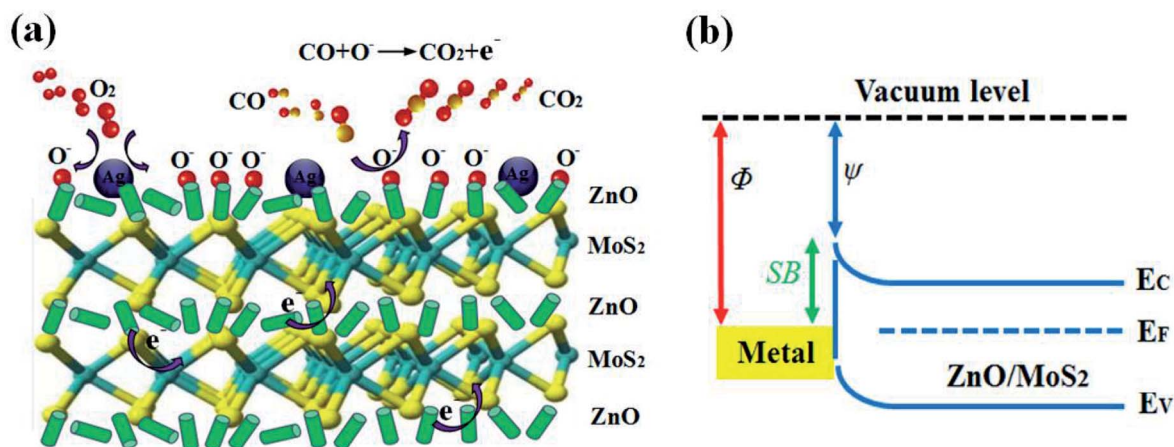 (a)
CO+O⁻→CO₂+e⁻
O₂
CO
CO₂
O⁻ O⁻ O⁻ O⁻ O⁻ O⁻ O⁻ O⁻ O⁻
Ag Ag Ag
ZnO
MoS₂
e⁻
ZnO
e⁻
MoS₂
e⁻
ZnO
(b)
Vacuum level
Φ
ψ
SB
EC
EF
Metal
ZnO/MoS₂
EV